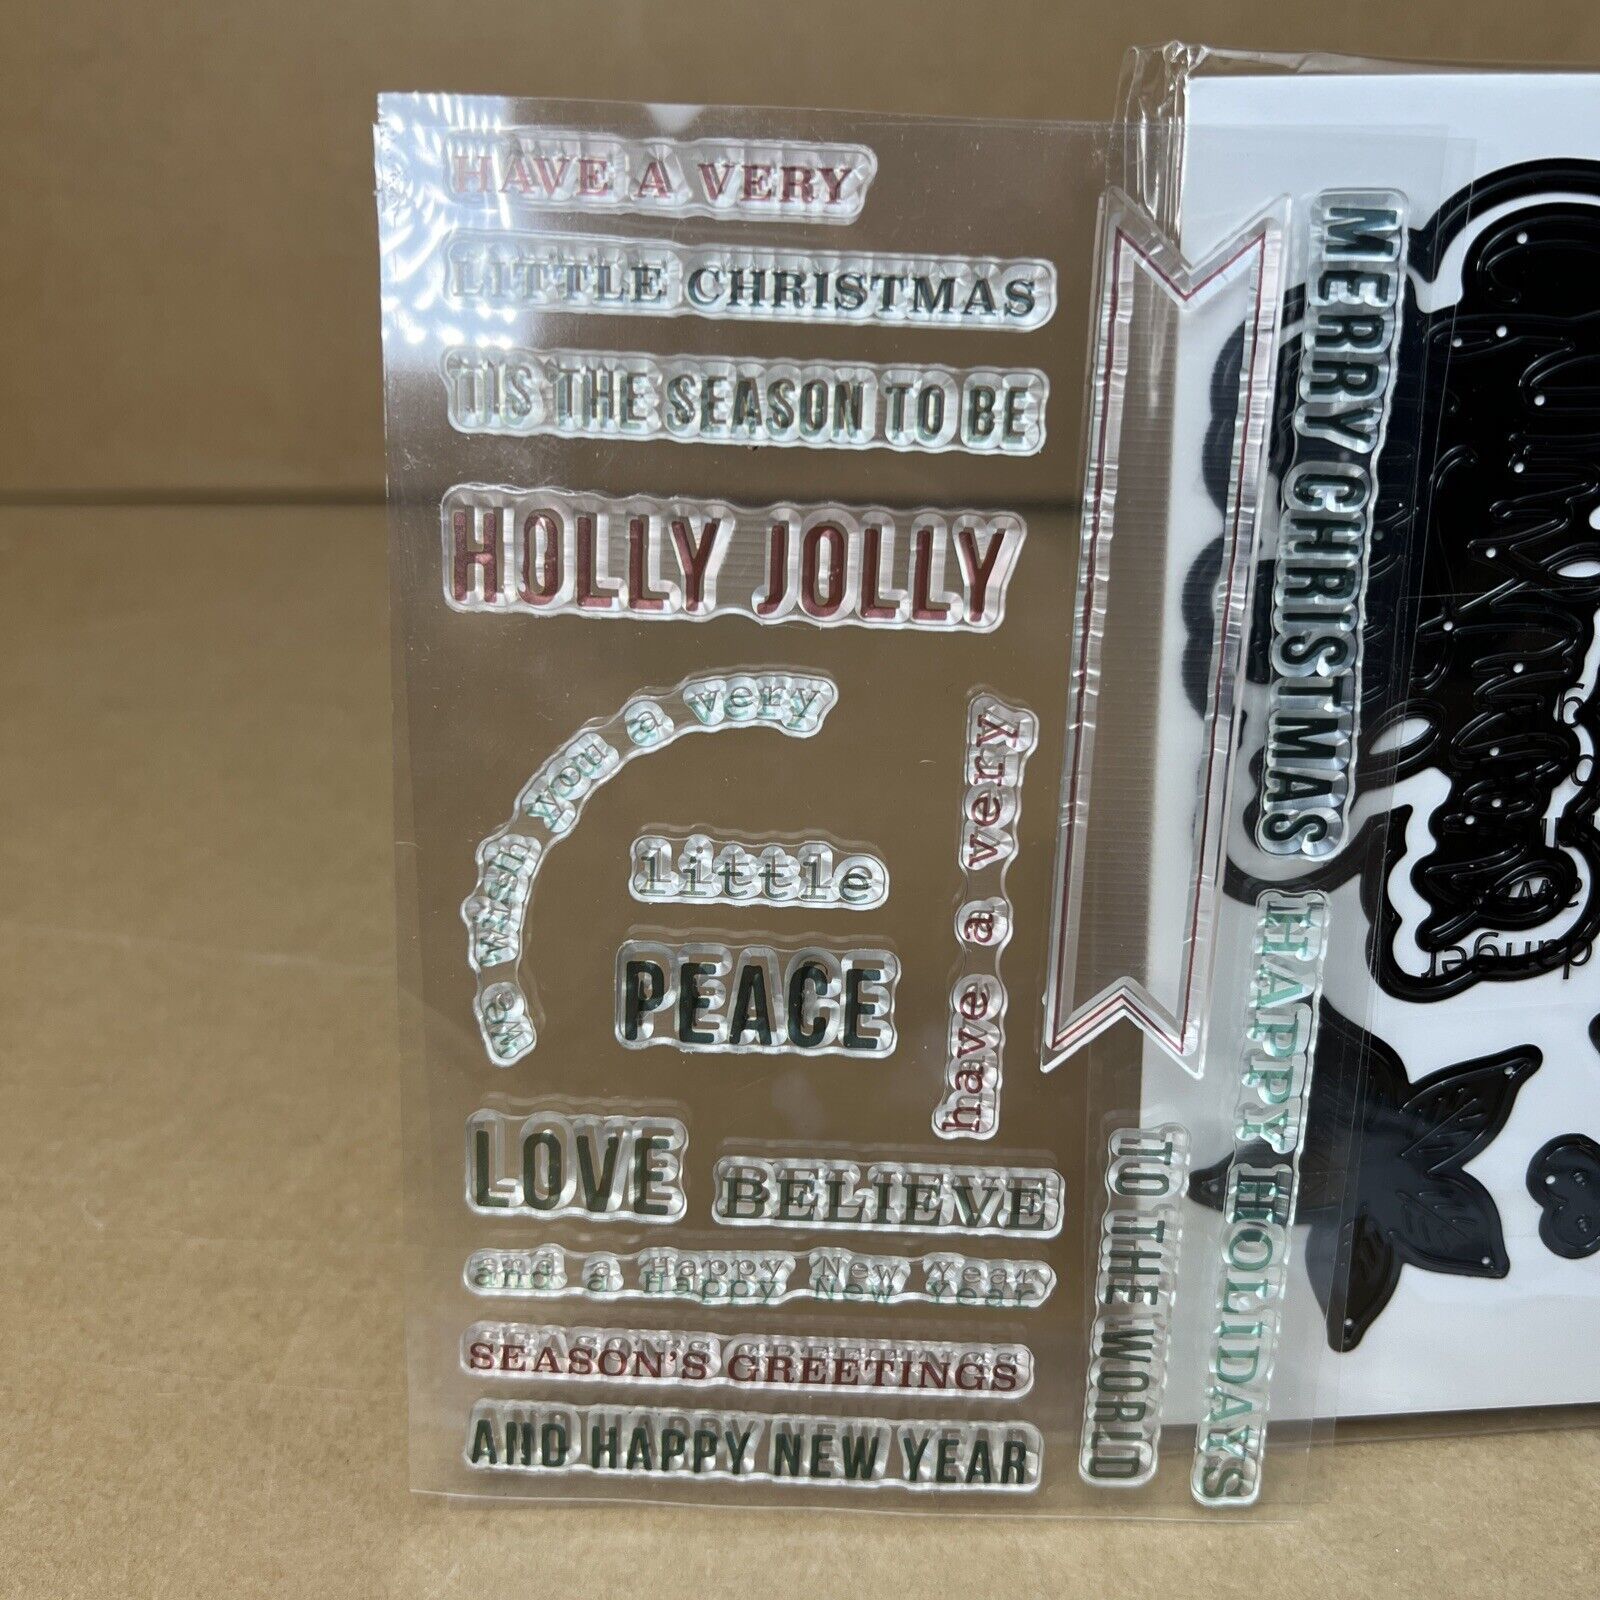 HAVE A VERY
LITTLE CHRISTMAS
'TIS THE SEASON TO BE
HOLLY JOLLY
we wish you a very
little
PEACE
have a very
LOVE
BELIEVE
and a Happy New Year
SEASON'S GREETINGS
AND HAPPY NEW YEAR
MERRY CHRISTMAS
TO THE WORLD
HAPPY HOLIDAYS
danger